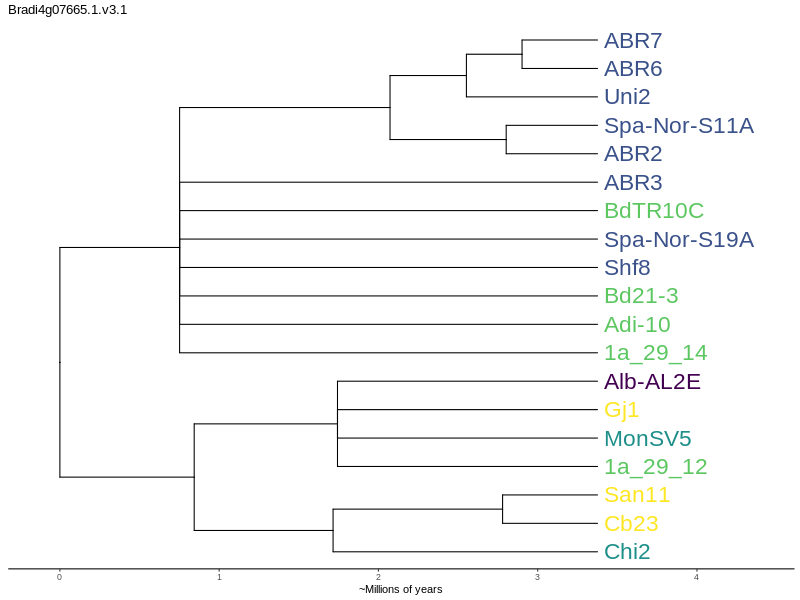 Bradi4g07665.1.v3.1
ABR7
ABR6
Uni2
Spa-Nor-S11A
ABR2
ABR3
BdTR10C
Spa-Nor-S19A
Shf8
Bd21-3
Adi-10
1a_29_14
Alb-AL2E
Gj1
MonSV5
1a_29_12
San11
Cb23
Chi2
0 1 2 3 4
~Millions of years